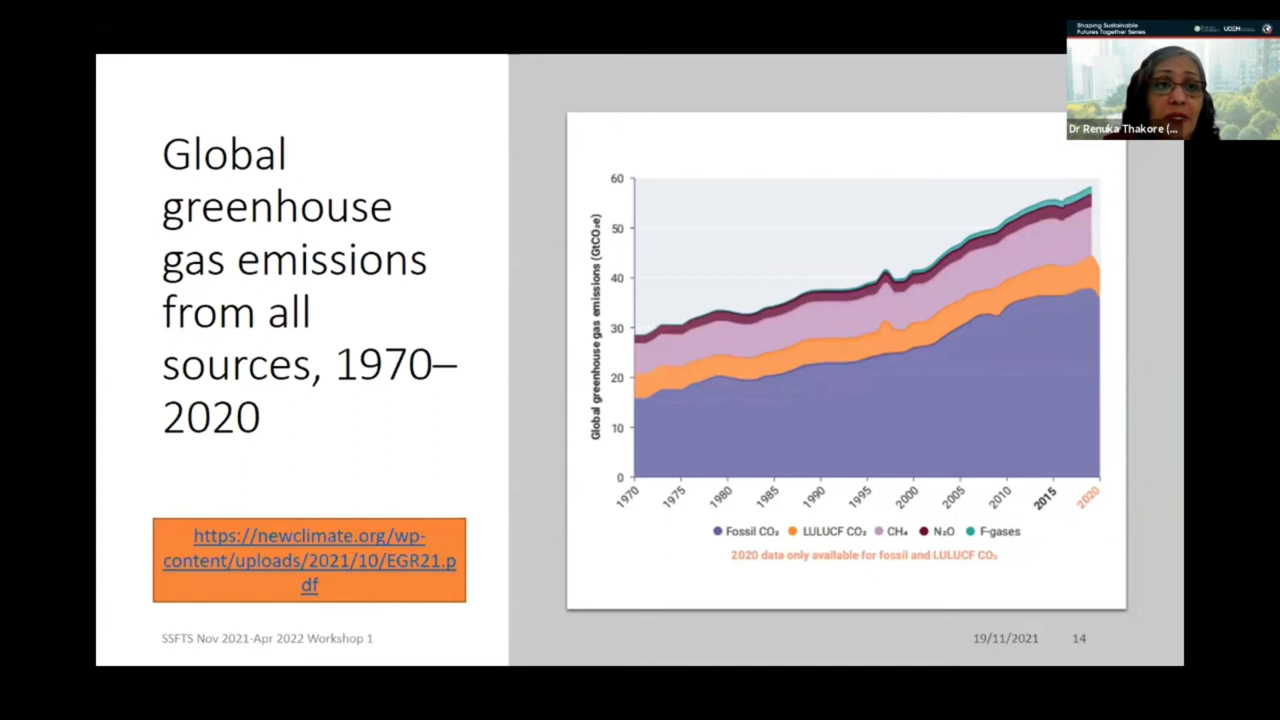 Shaping Sustainable
Futures Together Series
UCEM
Dr Renuka Thakore (...
Global
greenhouse
gas emissions
from all
sources, 1970–
2020
https://newclimate.org/wp-
content/uploads/2021/10/EGR21.p
df
Global greenhouse gas emissions (GtCO₂e)
60
50
40
30
20
10
0
1970
1975
1980
1985
1990
1995
2000
2005
2010
2015
2020
Fossil CO₂ LULUCF CO₂ CH₄ N₂O F-gases
2020 data only available for fossil and LULUCF CO₂
SSFTS Nov 2021-Apr 2022 Workshop 1
19/11/2021 14